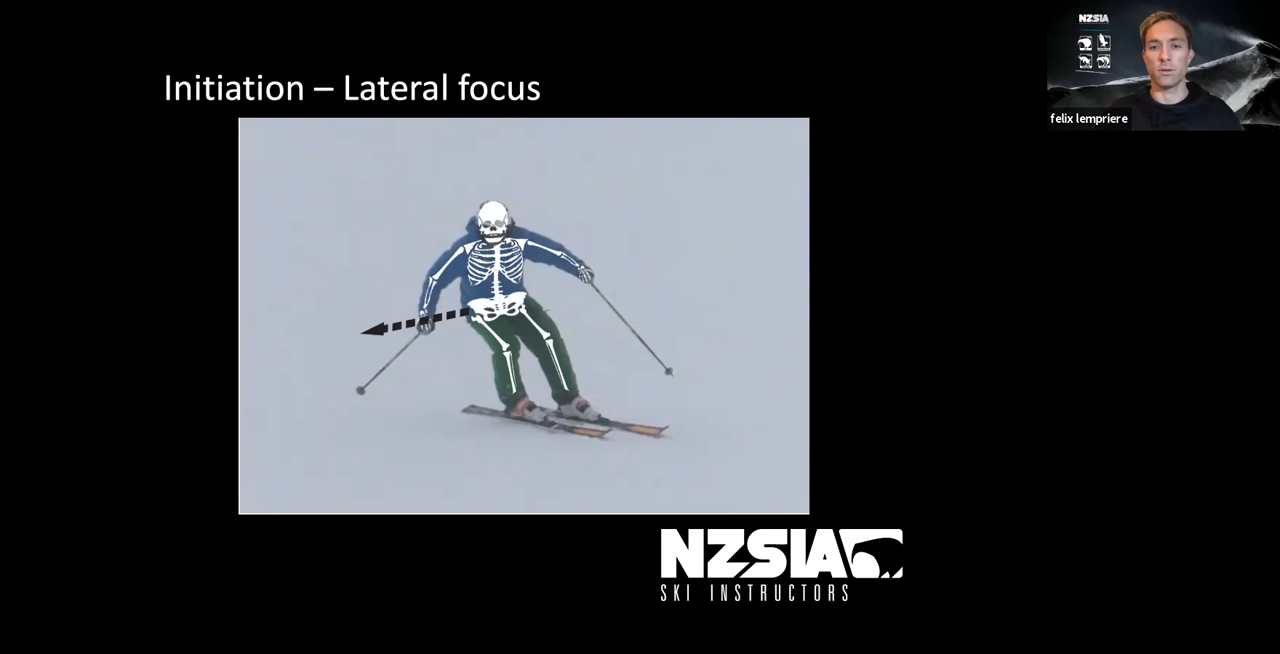 Initiation – Lateral focus
NZSIA
felix lempriere
NZSIA
SKI INSTRUCTORS